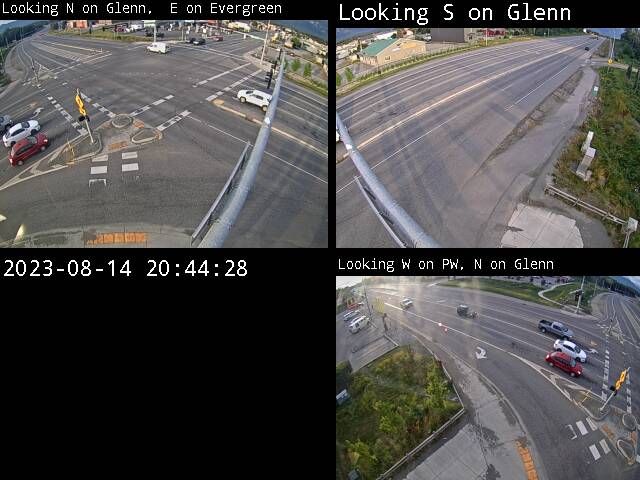 Looking N on Glenn, E on Evergreen
Looking S on Glenn
2023-08-14 20:44:28
Looking W on PW, N on Glenn